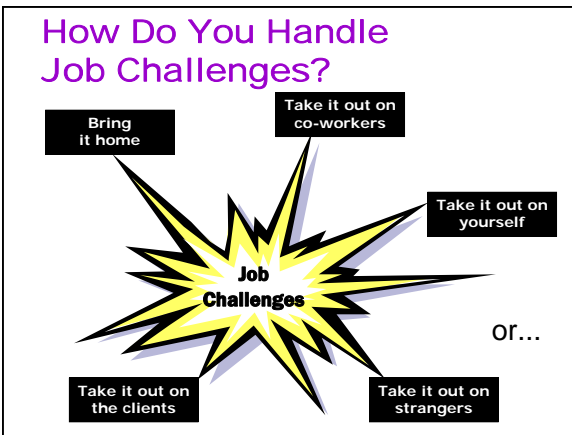 How Do You Handle
Job Challenges?
Bring
it home
Take it out on
co-workers
Take it out on
yourself
Job
Challenges
or...
Take it out on
the clients
Take it out on
strangers